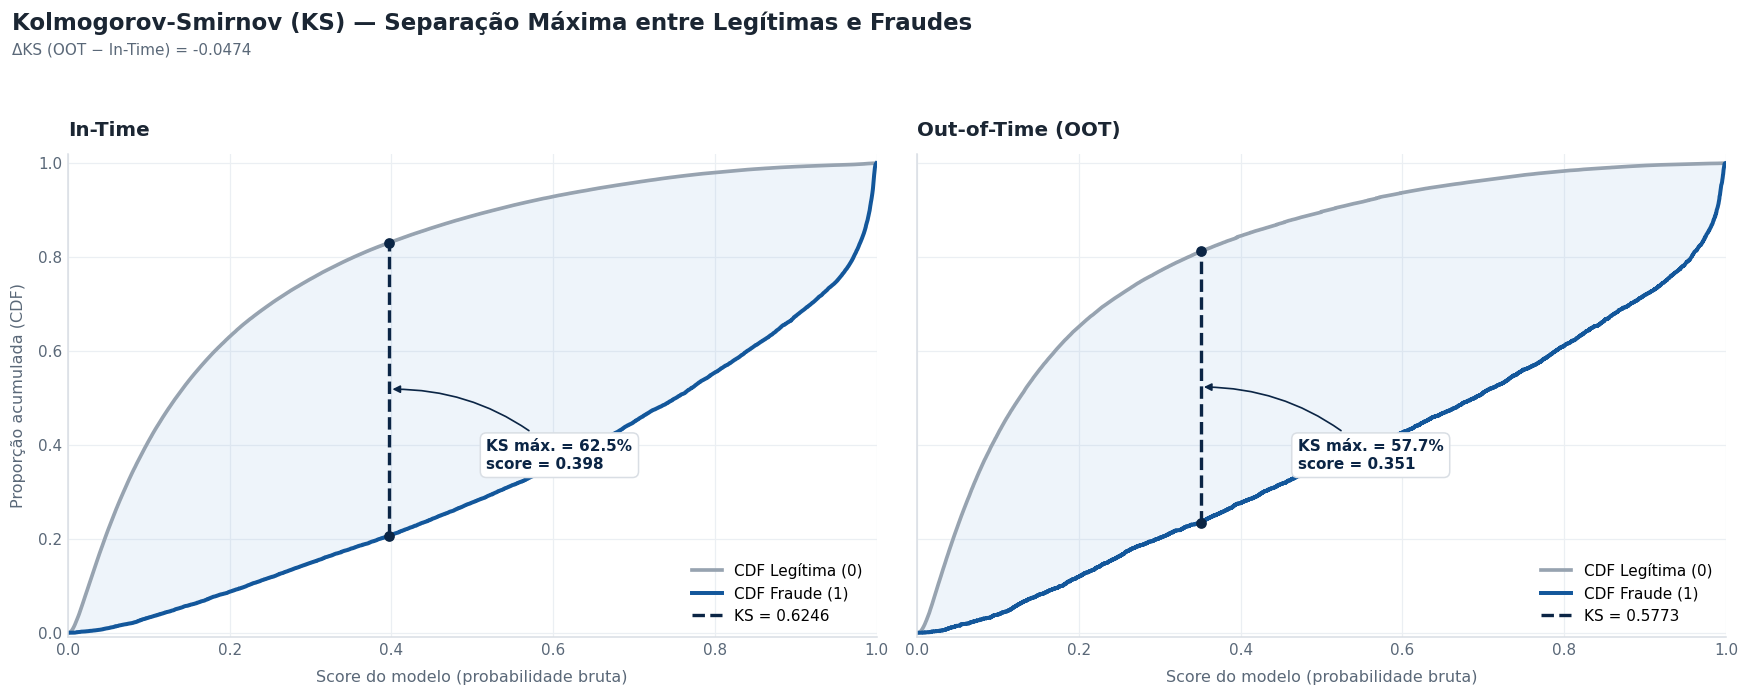 Kolmogorov-Smirnov (KS) — Separação Máxima entre Legítimas e Fraudes
ΔKS (OOT − In-Time) = -0.0474
In-Time
1.0
0.8
0.6
0.4
0.2
0.0
Proporção acumulada (CDF)
KS máx. = 62.5%
score = 0.398
CDF Legítima (0)
CDF Fraude (1)
KS = 0.6246
0.0 0.2 0.4 0.6 0.8 1.0
Score do modelo (probabilidade bruta)
Out-of-Time (OOT)
KS máx. = 57.7%
score = 0.351
CDF Legítima (0)
CDF Fraude (1)
KS = 0.5773
0.0 0.2 0.4 0.6 0.8 1.0
Score do modelo (probabilidade bruta)